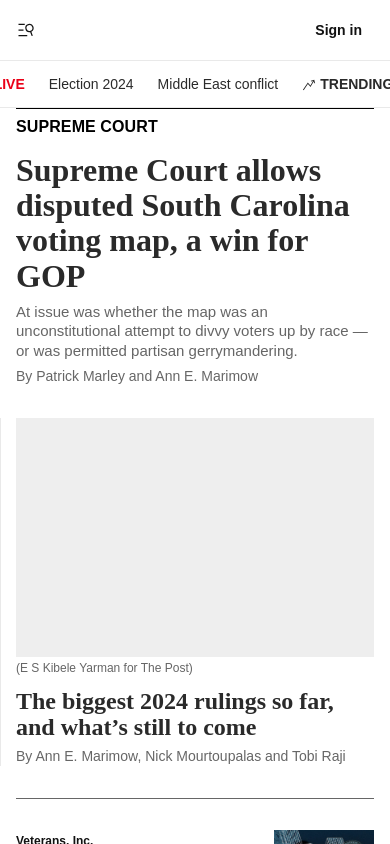 Sign in
LIVE
Election 2024
Middle East conflict
TRENDING
SUPREME COURT
Supreme Court allows
disputed South Carolina
voting map, a win for
GOP
At issue was whether the map was an
unconstitutional attempt to divvy voters up by race —
or was permitted partisan gerrymandering.
By Patrick Marley and Ann E. Marimow
(E S Kibele Yarman for The Post)
The biggest 2024 rulings so far,
and what’s still to come
By Ann E. Marimow, Nick Mourtoupalas and Tobi Raji
Veterans, Inc.